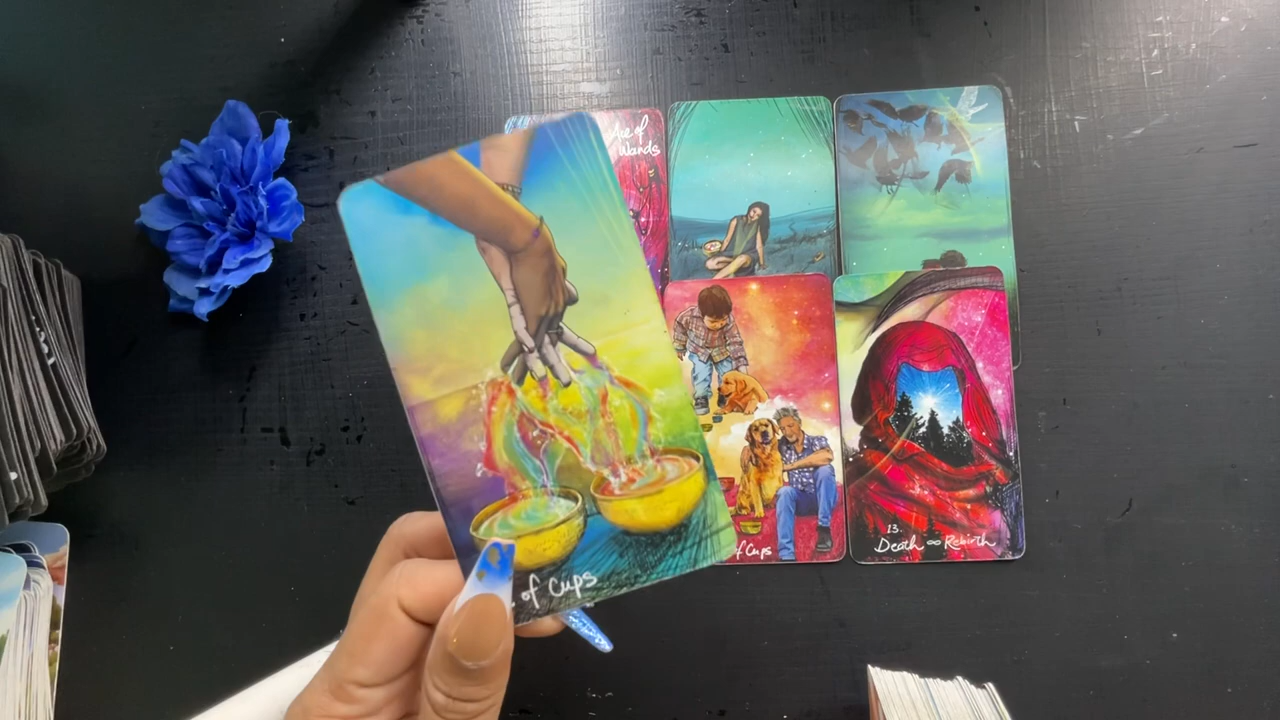 Ace of
Wands
of Cups
of Cups
13.
Death ∞ Rebirth